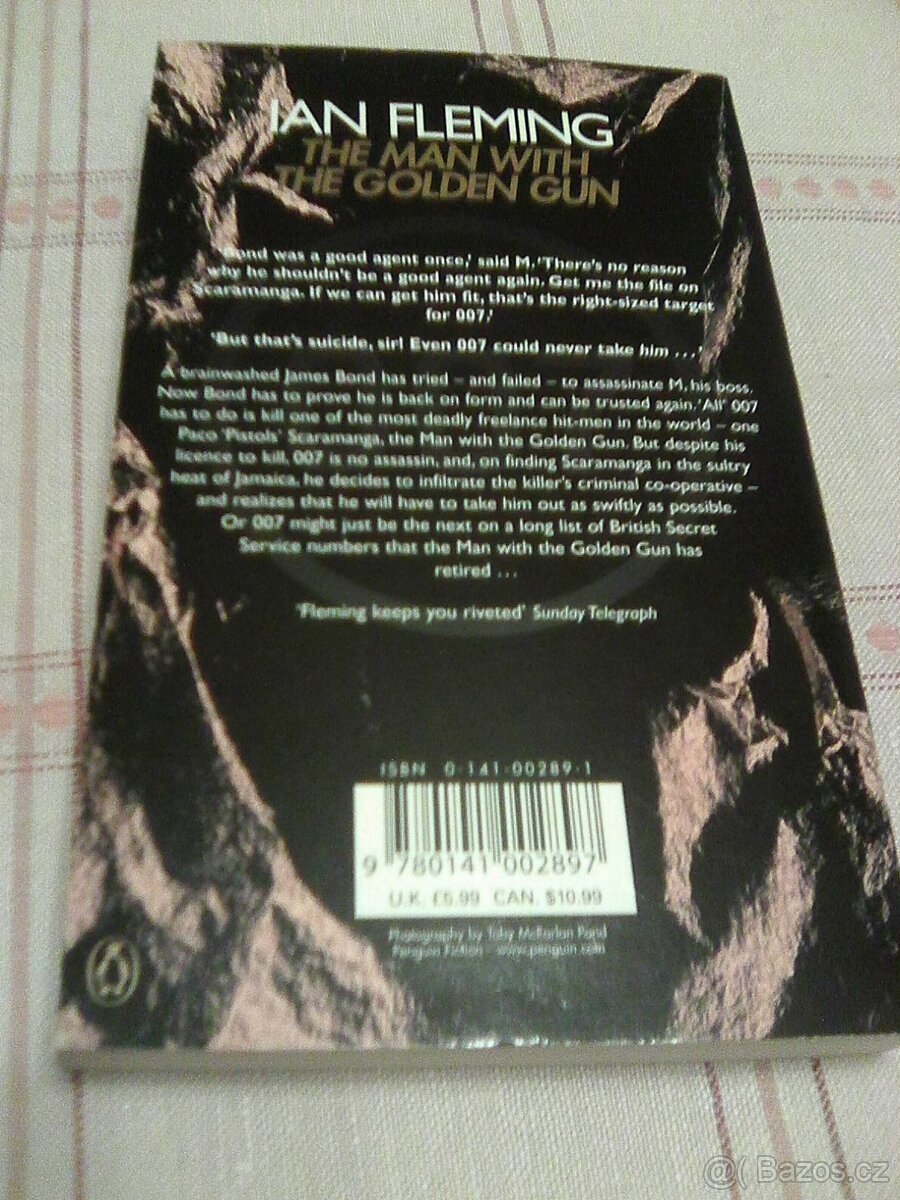 IAN FLEMING
THE MAN WITH
THE GOLDEN GUN
'Bond was a good agent once,' said M. 'There's no reason
why he shouldn't be a good agent again. Get me the file on
Scaramanga. If we can get him fit, that's the right-sized target
for 007.'
'But that's suicide, sir! Even 007 could never take him ...'
A brainwashed James Bond has tried – and failed – to assassinate M, his boss.
Now Bond has to prove he is back on form and can be trusted again. 'All' 007
has to do is kill one of the most deadly freelance hit-men in the world – one
Paco 'Pistols' Scaramanga, the Man with the Golden Gun. But despite his
licence to kill, 007 is no assassin, and, on finding Scaramanga in the sultry
heat of Jamaica, he decides to infiltrate the killer's criminal co-operative –
and realizes that he will have to take him out as swiftly as possible.
Or 007 might just be the next on a long list of British Secret
Service numbers that the Man with the Golden Gun has
retired ...
'Fleming keeps you riveted' Sunday Telegraph
ISBN 0-141-00289-1
9 780141 002897
U.K. £5.99 CAN. $10.99
Photography by Toby McFarlan Pond
Penguin Fiction www.penguin.com
@( Bazos.cz